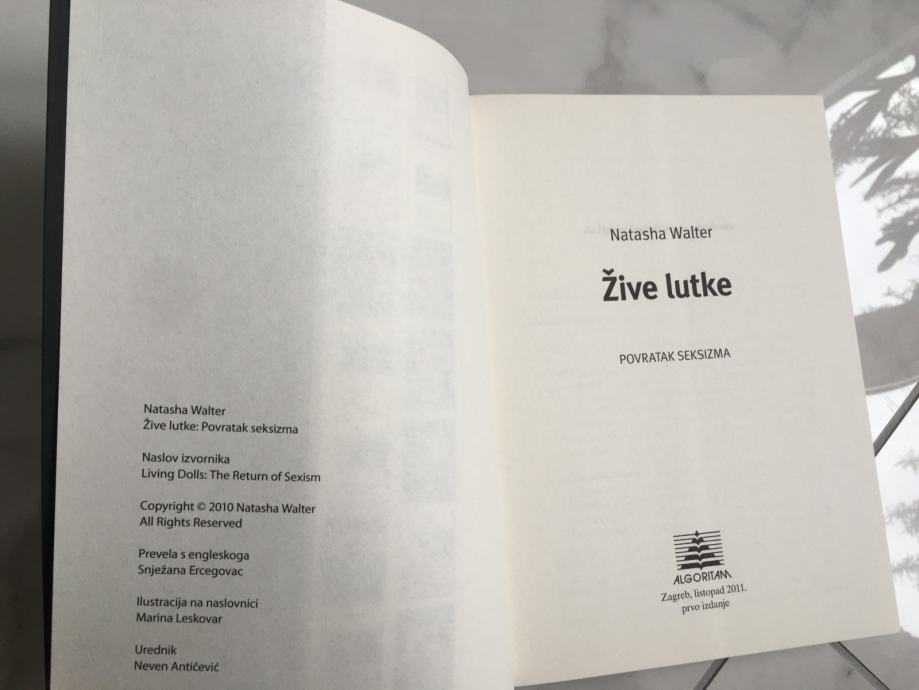 Natasha Walter
Žive lutke: Povratak seksizma
Naslov izvornika
Living Dolls: The Return of Sexism
Copyright © 2010 Natasha Walter
All Rights Reserved
Prevela s engleskoga
Snježana Ercegovac
Ilustracija na naslovnici
Marina Leskovar
Urednik
Neven Antičević
Natasha Walter
Žive lutke
POVRATAK SEKSIZMA
ALGORITAM
Zagreb, listopad 2011.
prvo izdanje